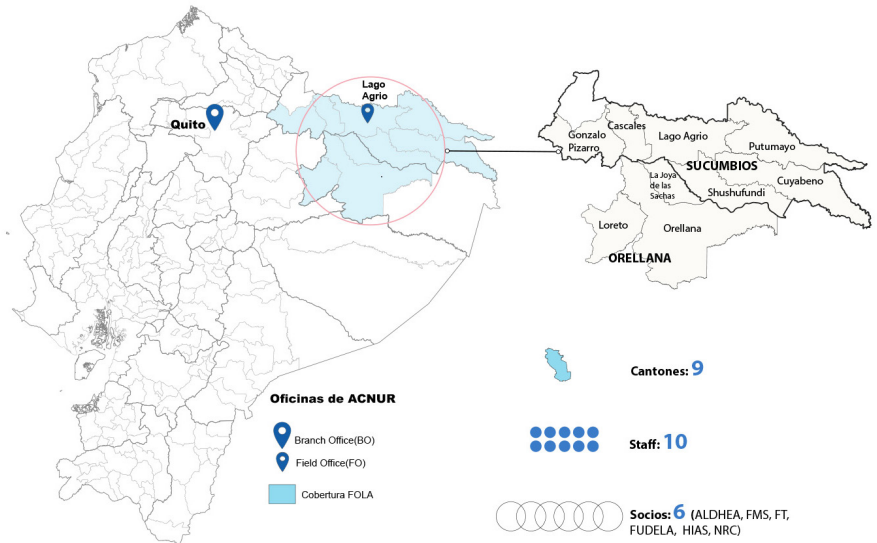 Lago
Agrio
Quito
Gonzalo
Pizarro
Cascales
Lago Agrio
Putumayo
SUCUMBIOS
La Joya
de las
Sachas
Cuyabeno
Shushufundi
Loreto
Orellana
ORELLANA
Oficinas de ACNUR
Branch Office(BO)
Field Office(FO)
Cobertura FOLA
Cantones: 9
Staff: 10
Socios: 6 (ALDHEA, FMS, FT,
FUDELA, HIAS, NRC)